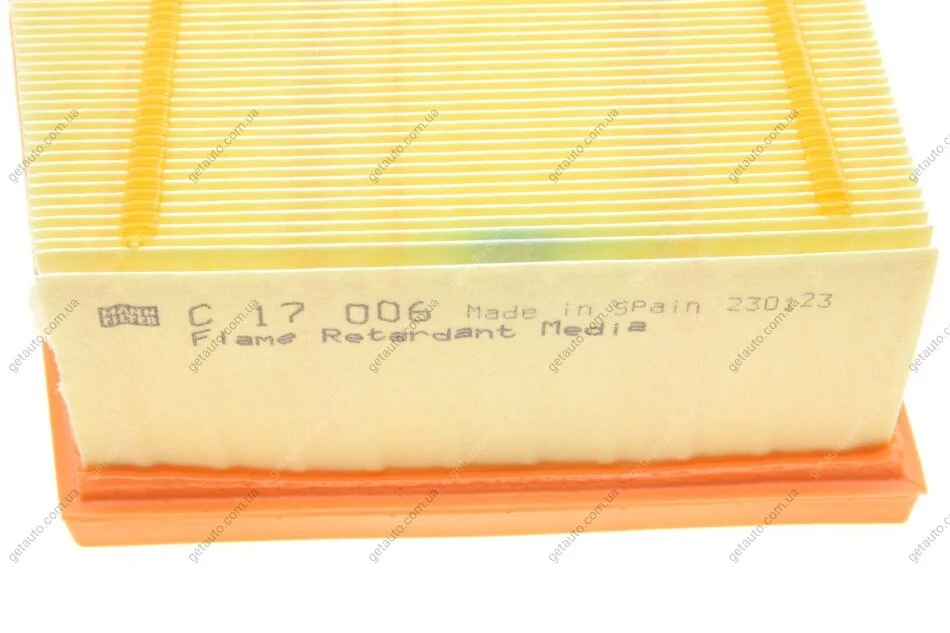 MANN FILTER C 17 006 Made in SPain 230123
Flame Retardant Media
getauto.com.ua